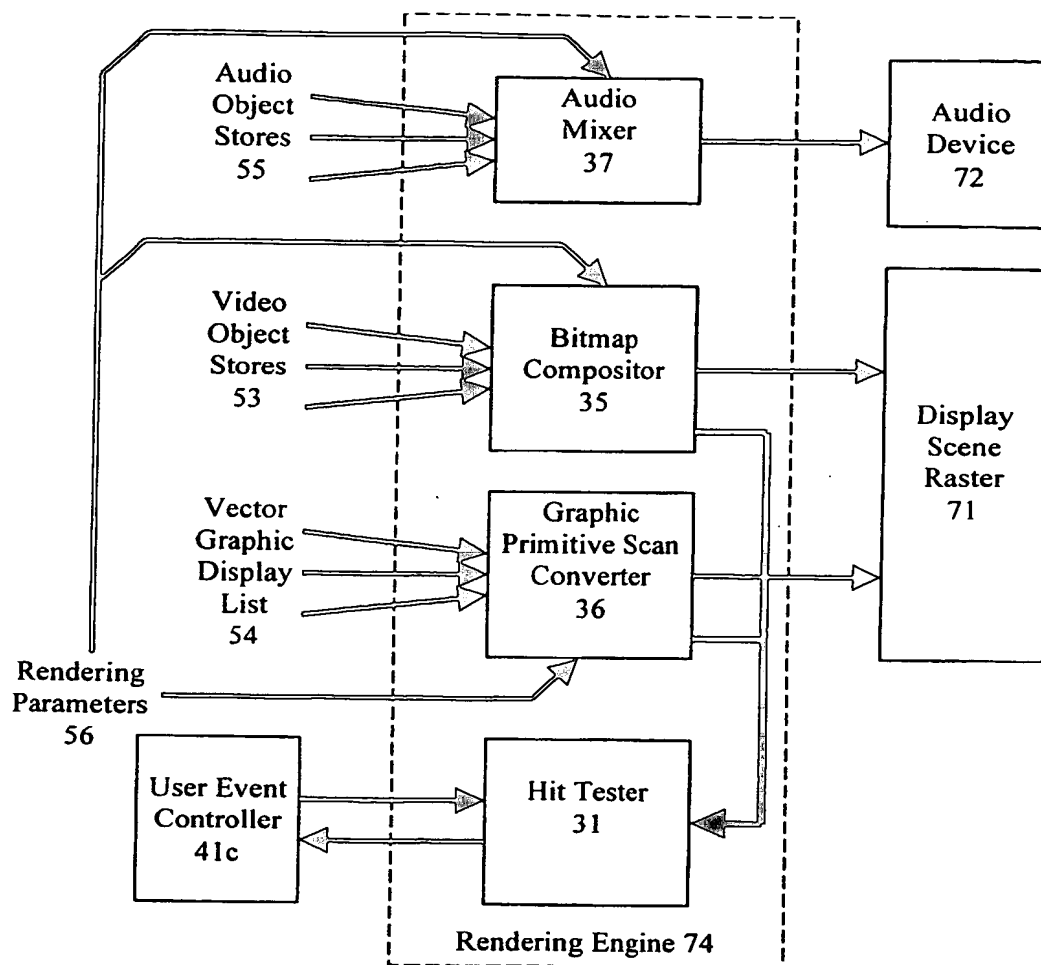 Audio
Object
Stores
55
Audio
Mixer
37
Audio
Device
72
Video
Object
Stores
53
Bitmap
Compositor
35
Display
Scene
Raster
71
Vector
Graphic
Display
List
54
Graphic
Primitive Scan
Converter
36
Rendering
Parameters
56
User Event
Controller
41c
Hit Tester
31
Rendering Engine 74